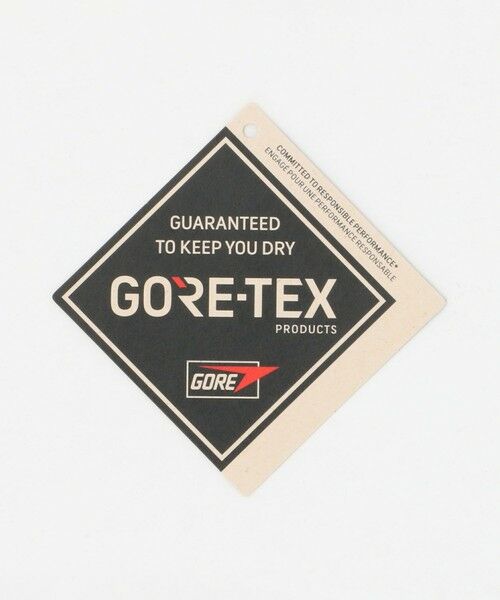 COMMITTED TO RESPONSIBLE PERFORMANCE*
ENGAGÉ POUR UNE PERFORMANCE RESPONSABLE
GUARANTEED
TO KEEP YOU DRY
GORE-TEX
PRODUCTS
GORE